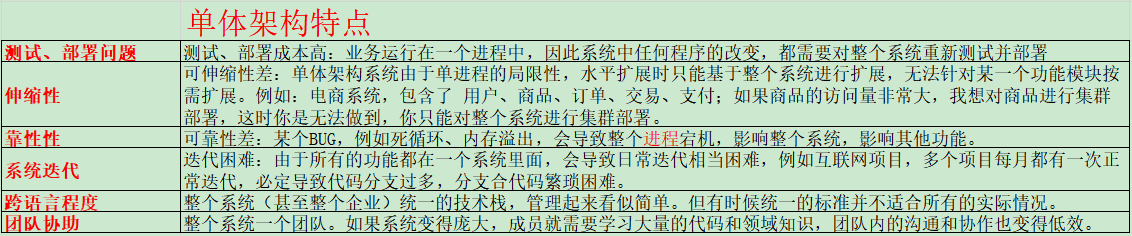 单体架构特点
测试、部署问题 测试、部署成本高：业务运行在一个进程中，因此系统中任何程序的改变，都需要对整个系统重新测试并部署
伸缩性 可伸缩性差：单体架构系统由于单进程的局限性，水平扩展时只能基于整个系统进行扩展，无法针对某一个功能模块按
需扩展。例如：电商系统，包含了 用户、商品、订单、交易、支付；如果商品的访问量非常大，我想对商品进行集群
部署，这时你是无法做到，你只能对整个系统进行集群部署。
靠性性 可靠性差：某个BUG，例如死循环、内存溢出，会导致整个进程宕机，影响整个系统，影响其他功能。
系统迭代 迭代困难：由于所有的功能都在一个系统里面，会导致日常迭代相当困难，例如互联网项目，多个项目每月都有一次正
常迭代，必定导致代码分支过多，分支合代码繁琐困难。
跨语言程度 整个系统（甚至整个企业）统一的技术栈，管理起来看似简单。但有时候统一的标准并不适合所有的实际情况。
团队协助 整个系统一个团队。如果系统变得庞大，成员就需要学习大量的代码和领域知识，团队内的沟通和协作也变得低效。